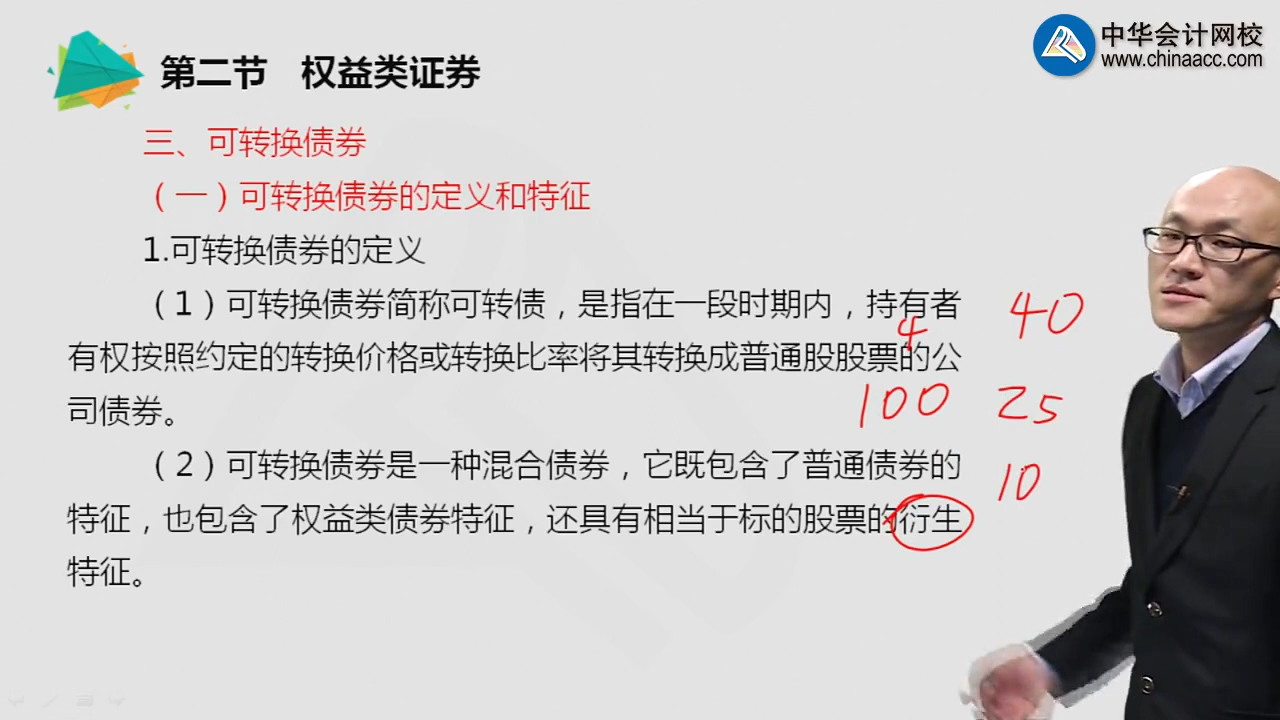 中华会计网校
www.chinaacc.com
第二节 权益类证券
三、可转换债券
（一）可转换债券的定义和特征
1.可转换债券的定义
（1）可转换债券简称可转债，是指在一段时期内，持有者
有权按照约定的转换价格或转换比率将其转换成普通股股票的公
司债券。
（2）可转换债券是一种混合债券，它既包含了普通债券的
特征，也包含了权益类债券特征，还具有相当于标的股票的衍生
特征。
4
40
100
25
10